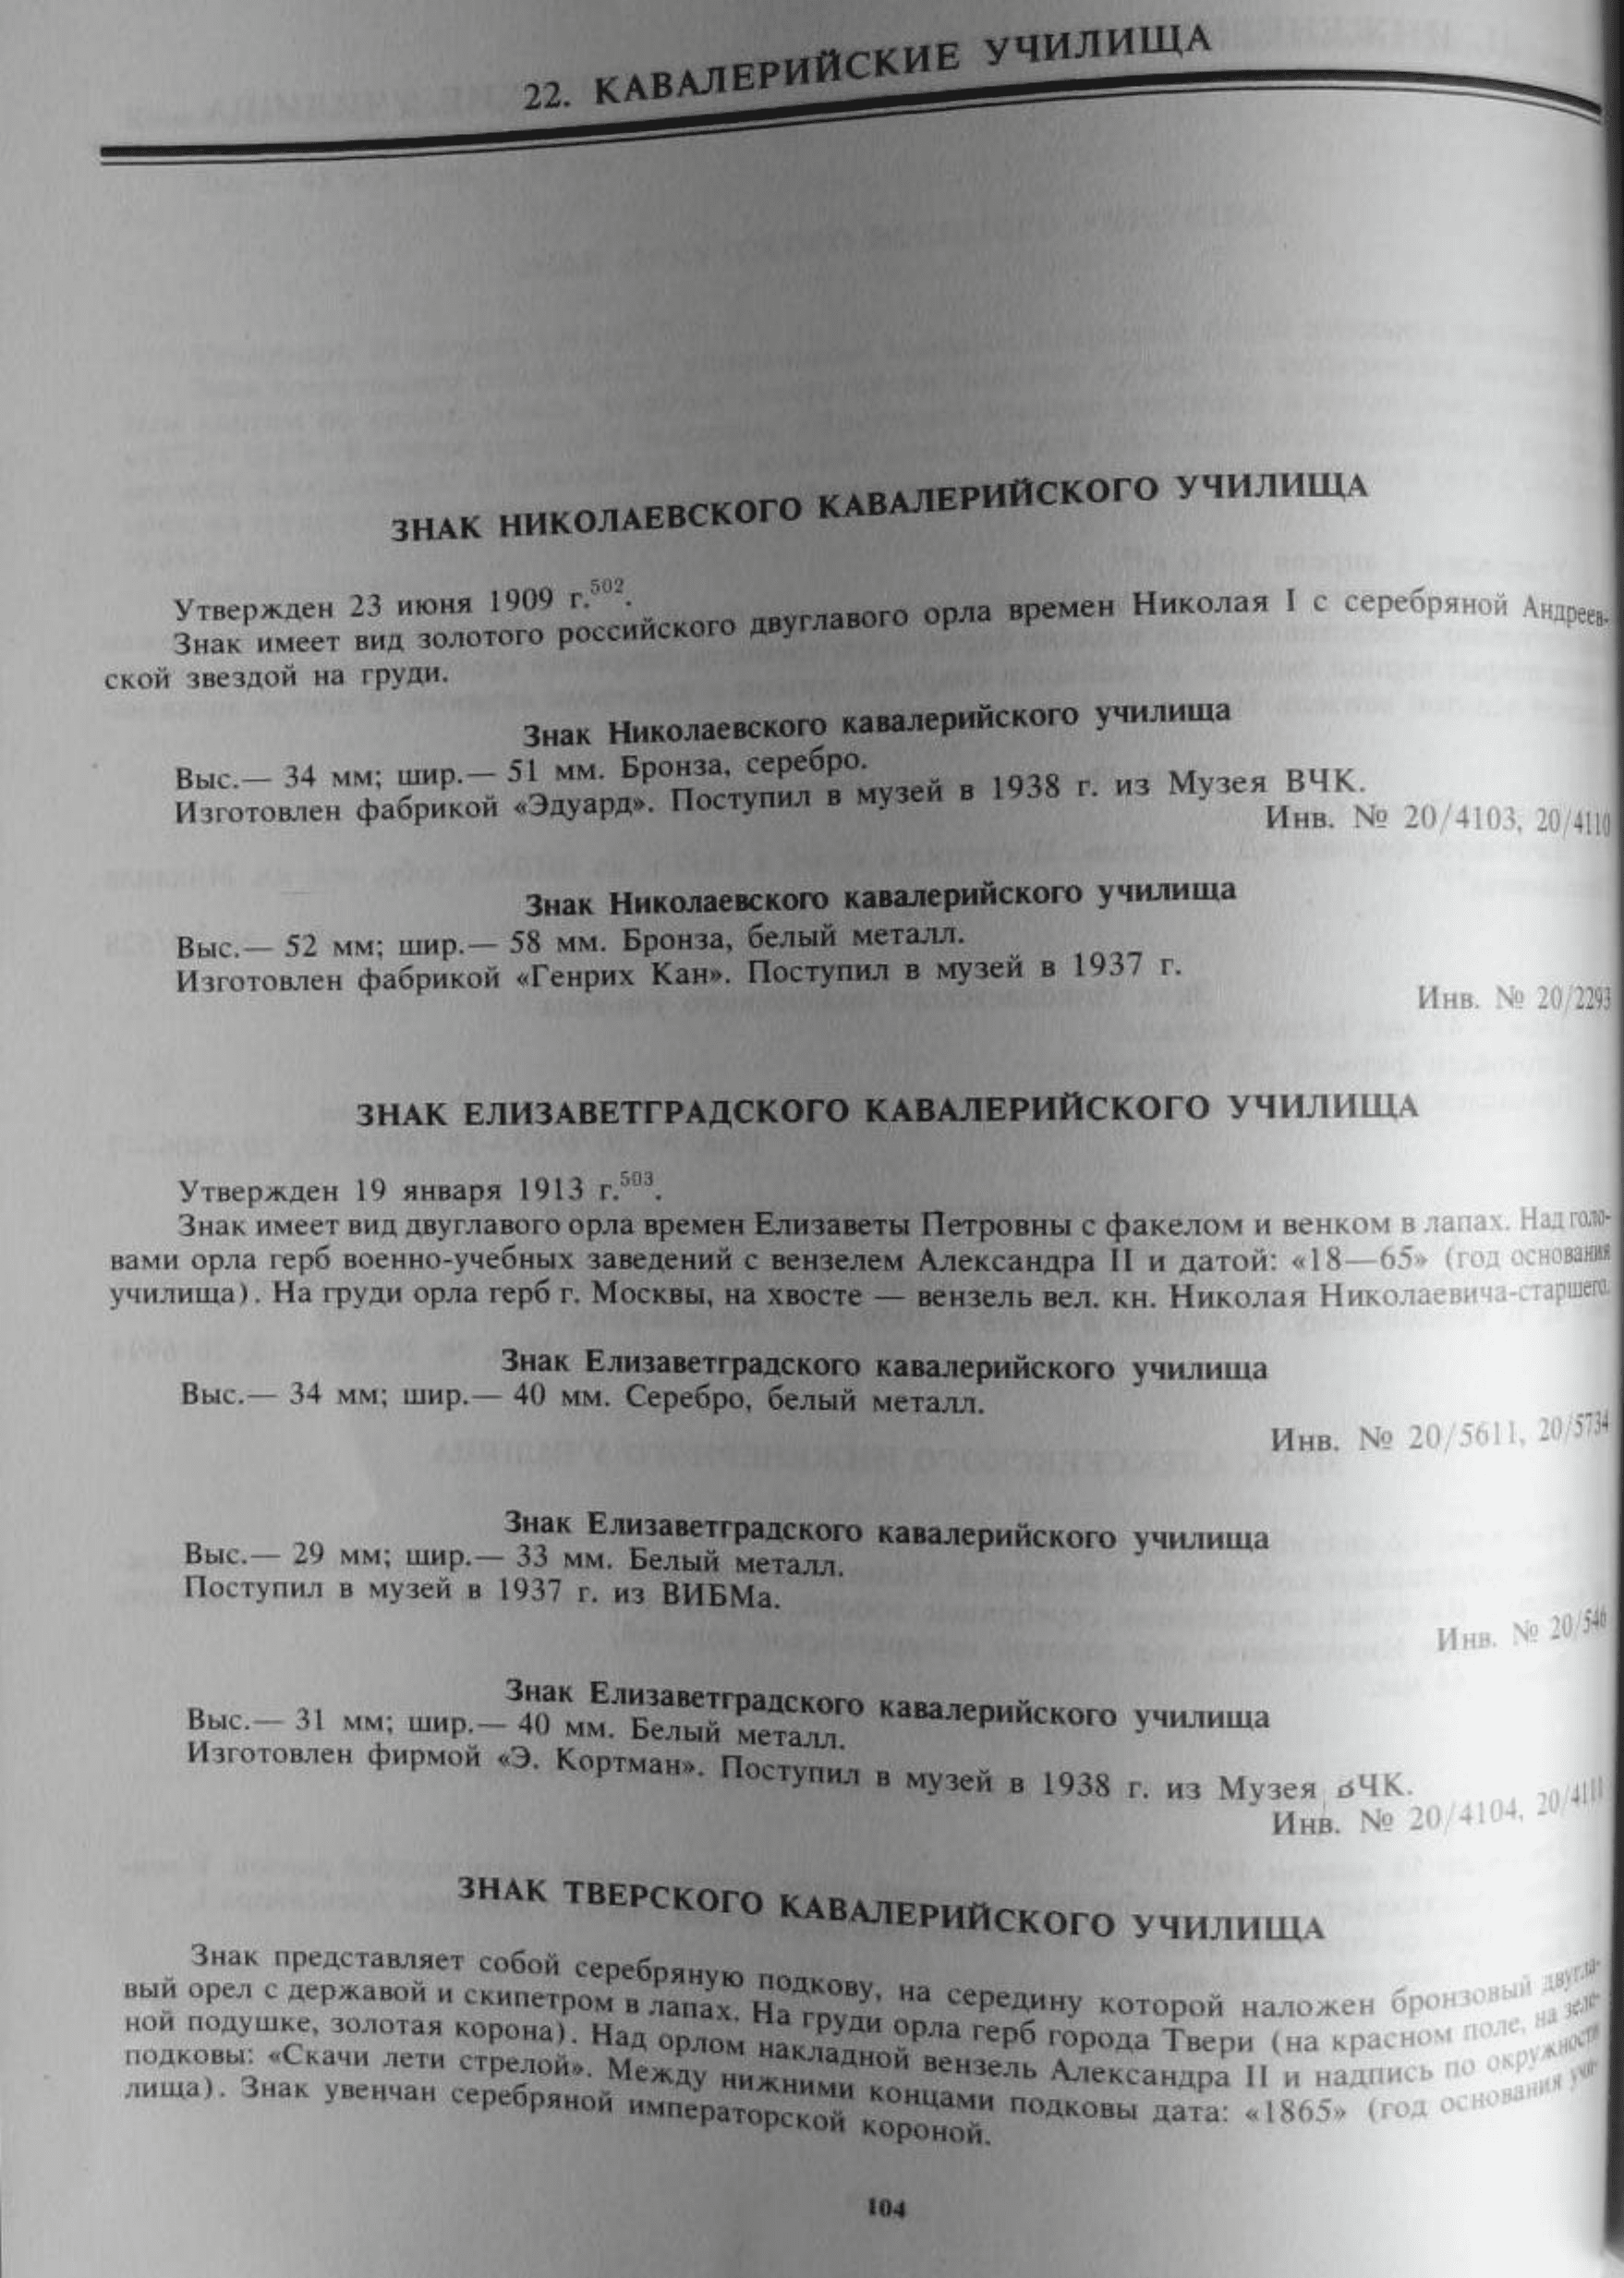 22. КАВАЛЕРИЙСКИЕ УЧИЛИЩА
ЗНАК НИКОЛАЕВСКОГО КАВАЛЕРИЙСКОГО УЧИЛИЩА
Утвержден 23 июня 1909 г.⁵⁰².
Знак имеет вид золотого российского двуглавого орла времен Николая I с серебряной Андреев-
ской звездой на груди.
Знак Николаевского кавалерийского училища
Выс.— 34 мм; шир.— 51 мм. Бронза, серебро.
Изготовлен фабрикой «Эдуард». Поступил в музей в 1938 г. из Музея ВЧК.
Инв. № 20/4103, 20/4110
Знак Николаевского кавалерийского училища
Выс.— 52 мм; шир.— 58 мм. Бронза, белый металл.
Изготовлен фабрикой «Генрих Кан». Поступил в музей в 1937 г.
Инв. № 20/2293
ЗНАК ЕЛИЗАВЕТГРАДСКОГО КАВАЛЕРИЙСКОГО УЧИЛИЩА
Утвержден 19 января 1913 г.⁵⁰³.
Знак имеет вид двуглавого орла времен Елизаветы Петровны с факелом и венком в лапах. Над голо-
вами орла герб военно-учебных заведений с вензелем Александра II и датой: «18—65» (год основания
училища). На груди орла герб г. Москвы, на хвосте — вензель вел. кн. Николая Николаевича-старшего.
Знак Елизаветградского кавалерийского училища
Выс.— 34 мм; шир.— 40 мм. Серебро, белый металл.
Инв. № 20/5611, 20/5734
Знак Елизаветградского кавалерийского училища
Выс.— 29 мм; шир.— 33 мм. Белый металл.
Поступил в музей в 1937 г. из ВИБМа.
Инв. № 20/546
Знак Елизаветградского кавалерийского училища
Выс.— 31 мм; шир.— 40 мм. Белый металл.
Изготовлен фирмой «Э. Кортман». Поступил в музей в 1938 г. из Музея ВЧК.
Инв. № 20/4104, 20/4111
ЗНАК ТВЕРСКОГО КАВАЛЕРИЙСКОГО УЧИЛИЩА
Знак представляет собой серебряную подкову, на середину которой наложен бронзовый двугла-
вый орел с державой и скипетром в лапах. На груди орла герб города Твери (на красном поле, на зеле-
ной подушке, золотая корона). Над орлом накладной вензель Александра II и надпись по окружности
подковы: «Скачи лети стрелой». Между нижними концами подковы дата: «1865» (год основания учи-
лища). Знак увенчан серебряной императорской короной.
104